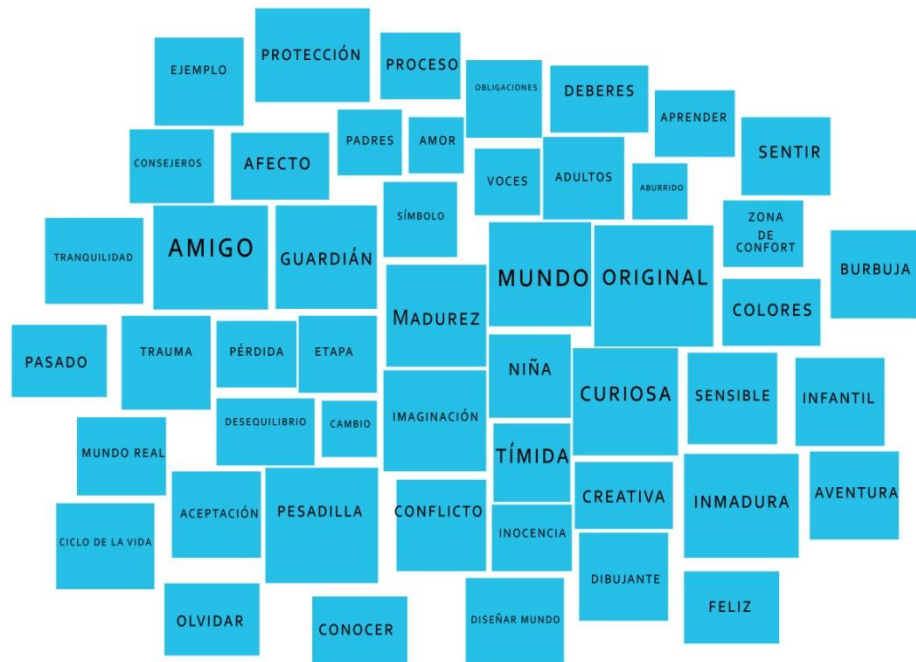 PROTECCIÓN
EJEMPLO
PROCESO
OBLIGACIONES
DEBERES
APRENDER
CONSEJEROS
AFECTO
PADRES
AMOR
VOCES
ADULTOS
ABURRIDO
SENTIR
TRANQUILIDAD
AMIGO
GUARDIÁN
SÍMBOLO
MUNDO
ORIGINAL
ZONA
DE
CONFORT
BURBUJA
MADUREZ
COLORES
PASADO
TRAUMA
PÉRDIDA
ETAPA
NIÑA
CURIOSA
SENSIBLE
INFANTIL
DESEQUILIBRIO
CAMBIO
IMAGINACIÓN
MUNDO REAL
TÍMIDA
CREATIVA
INMADURA
AVENTURA
ACEPTACIÓN
PESADILLA
CONFLICTO
INOCENCIA
CICLO DE LA VIDA
DIBUJANTE
OLVIDAR
CONOCER
DISEÑAR MUNDO
FELIZ